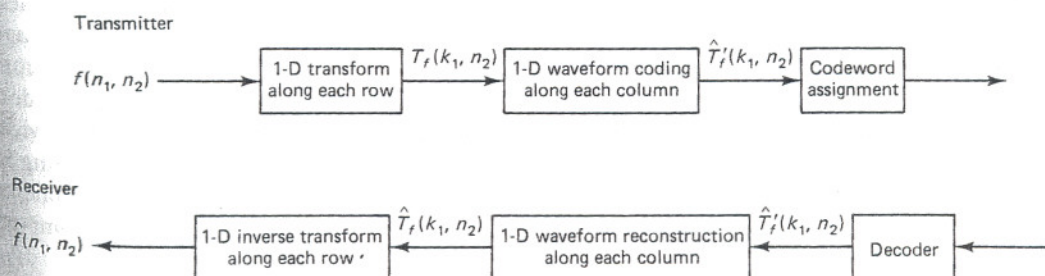 Transmitter
f(n₁, n₂)
1-D transform
along each row
T_f(k₁, n₂)
1-D waveform coding
along each column
T̂′_f(k₁, n₂)
Codeword
assignment
Receiver
f̂(n₁, n₂)
1-D inverse transform
along each row
T̂_f(k₁, n₂)
1-D waveform reconstruction
along each column
T̂′_f(k₁, n₂)
Decoder